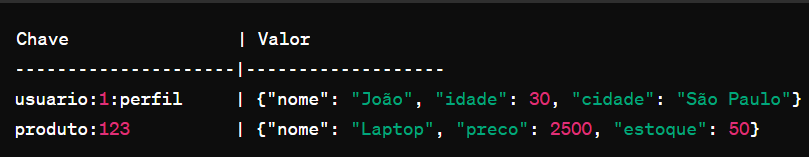 Chave                | Valor
---------------------|-------------------
usuario:1:perfil     | {"nome": "João", "idade": 30, "cidade": "São Paulo"}
produto:123          | {"nome": "Laptop", "preco": 2500, "estoque": 50}